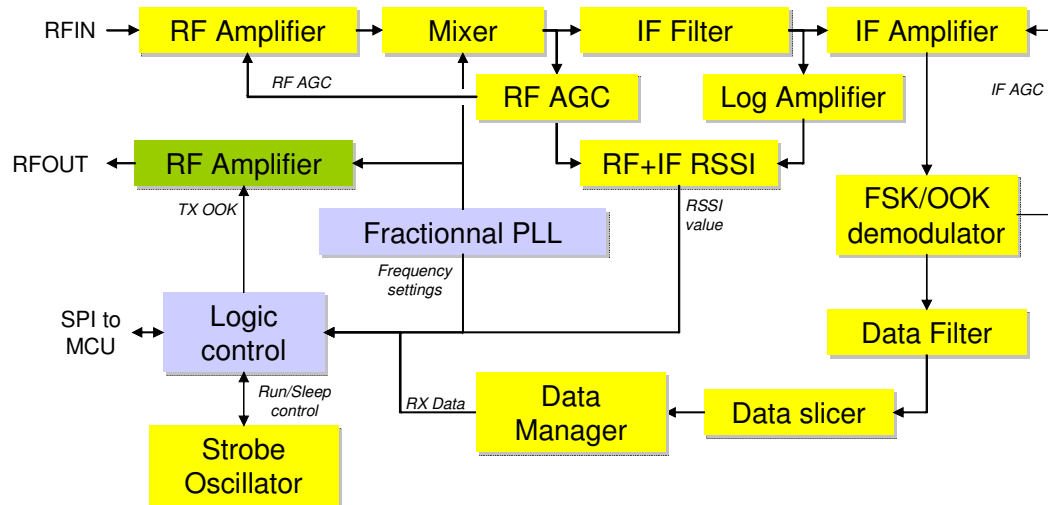 RFIN
RF Amplifier
Mixer
IF Filter
IF Amplifier
RF AGC
RF AGC
Log Amplifier
IF AGC
RFOUT
RF Amplifier
RF+IF RSSI
TX OOK
RSSI
value
FSK/OOK
demodulator
Fractionnal PLL
Frequency
settings
SPI to
MCU
Logic
control
Data Filter
Run/Sleep
control
RX Data
Data
Manager
Data slicer
Strobe
Oscillator